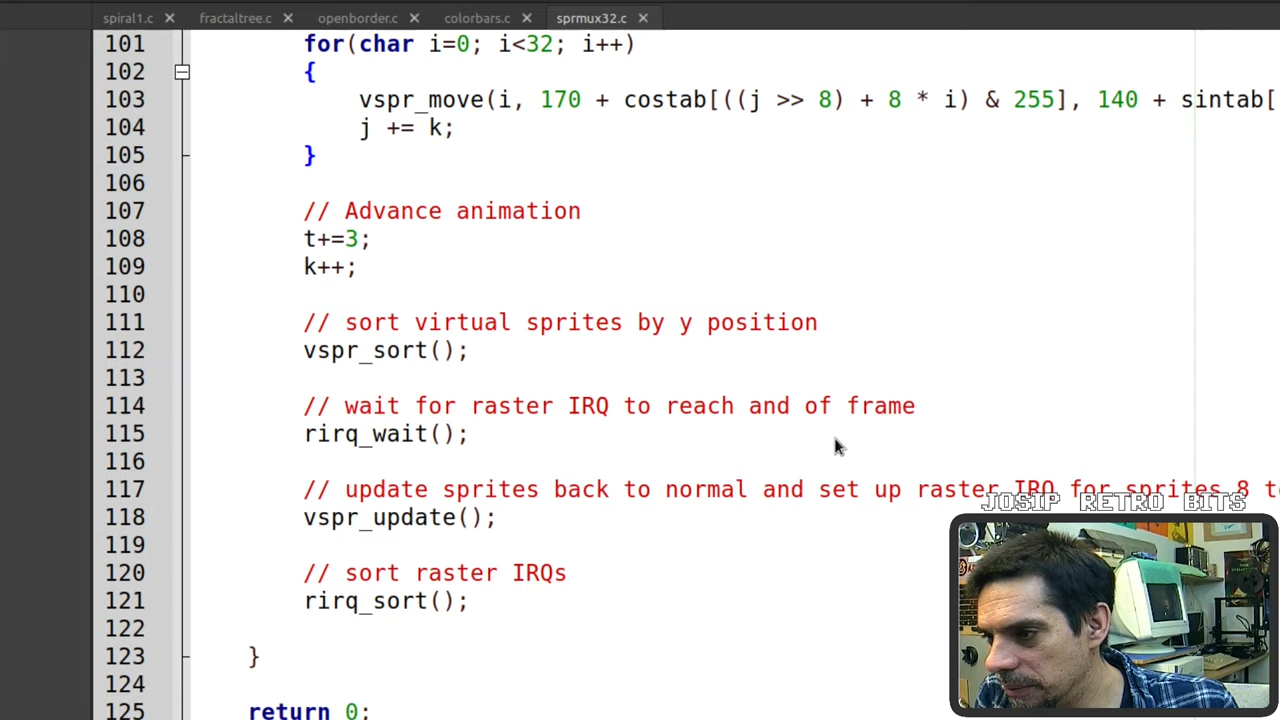 spiral1.c fractaltree.c openborder.c colorbars.c sprmux32.c
101 for(char i=0; i<32; i++)
102 {
103 vspr_move(i, 170 + costab[((j >> 8) + 8 * i) & 255], 140 + sintab[
104 j += k;
105 }
106
107 // Advance animation
108 t+=3;
109 k++;
110
111 // sort virtual sprites by y position
112 vspr_sort();
113
114 // wait for raster IRQ to reach and of frame
115 rirq_wait();
116
117 // update sprites back to normal and set up raster IRQ for sprites 8 to
118 vspr_update();
119
120 // sort raster IRQs
121 rirq_sort();
122
123 }
124
125 return 0;
JOSIP RETRO BITS